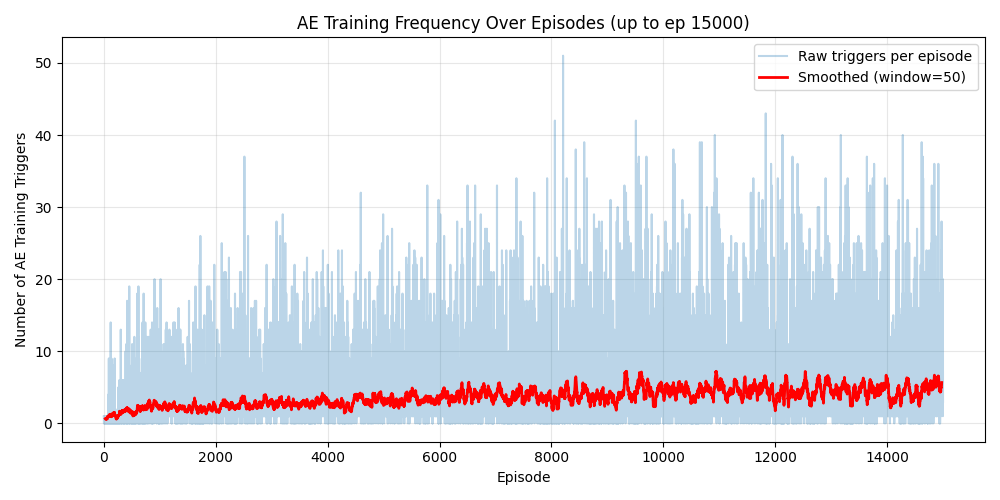 AE Training Frequency Over Episodes (up to ep 15000)
Raw triggers per episode
Smoothed (window=50)
Number of AE Training Triggers
50
40
30
20
10
0
0 2000 4000 6000 8000 10000 12000 14000
Episode